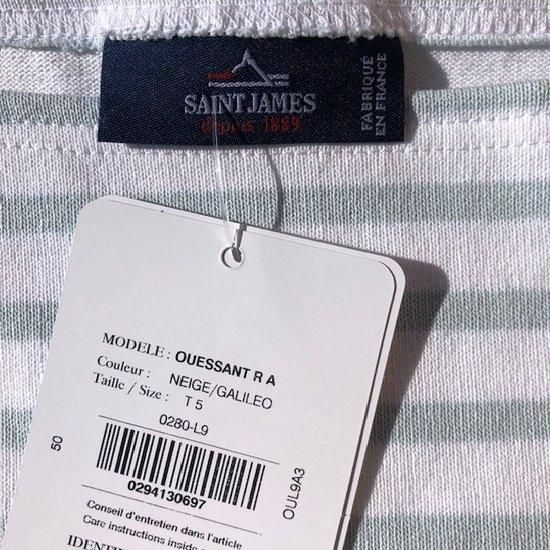 SAINT JAMES
depuis 1889
FABRIQUÉ
EN FRANCE
MODELE : OUESSANT R A
Couleur : NEIGE/GALILEO
Taille / Size : T 5
0280-L9
50
0294130697
OUL9A3
Conseil d'entretien dans l'article
Care instructions inside